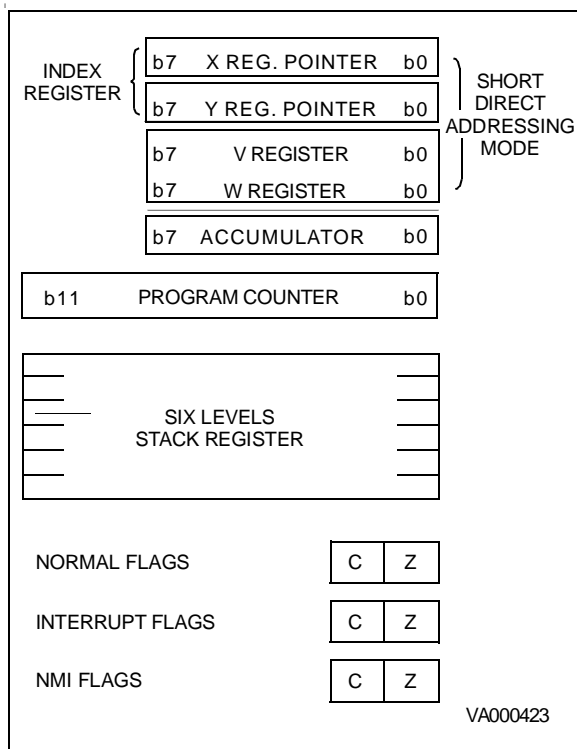 INDEX
REGISTER
b7 X REG. POINTER b0
b7 Y REG. POINTER b0
b7 V REGISTER b0
b7 W REGISTER b0
b7 ACCUMULATOR b0
SHORT
DIRECT
ADDRESSING
MODE
b11 PROGRAM COUNTER b0
SIX LEVELS
STACK REGISTER
NORMAL FLAGS C Z
INTERRUPT FLAGS C Z
NMI FLAGS C Z
VA000423